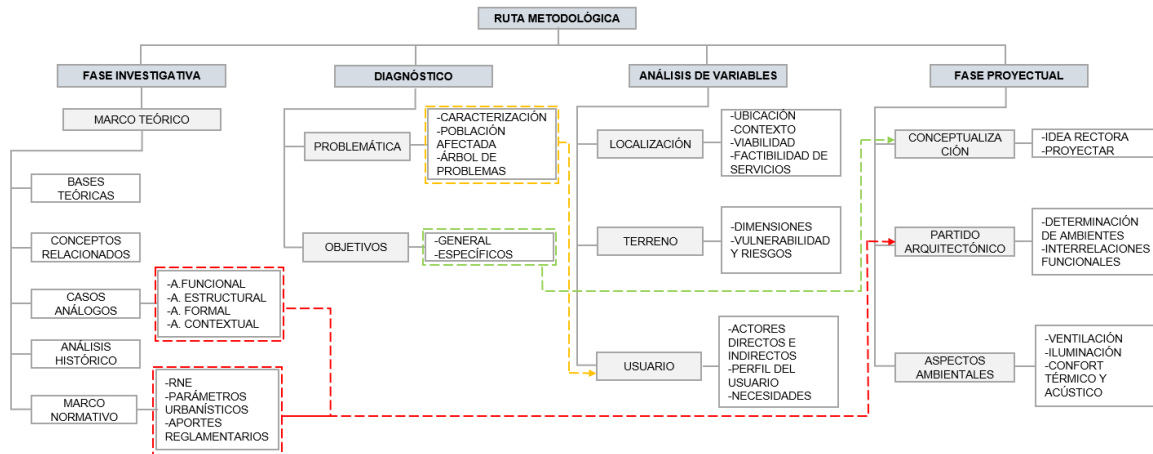 RUTA METODOLÓGICA
FASE INVESTIGATIVA
MARCO TEÓRICO
BASES
TEÓRICAS
CONCEPTOS
RELACIONADOS
CASOS
ANÁLOGOS
-A.FUNCIONAL
-A. ESTRUCTURAL
-A. FORMAL
-A. CONTEXTUAL
ANÁLISIS
HISTÓRICO
MARCO
NORMATIVO
-RNE
-PARÁMETROS
URBANÍSTICOS
-APORTES
REGLAMENTARIOS
DIAGNÓSTICO
PROBLEMÁTICA
-CARACTERIZACIÓN
-POBLACIÓN
AFECTADA
-ÁRBOL DE
PROBLEMAS
OBJETIVOS
-GENERAL
-ESPECÍFICOS
ANÁLISIS DE VARIABLES
LOCALIZACIÓN
-UBICACIÓN
-CONTEXTO
-VIABILIDAD
-FACTIBILIDAD DE
SERVICIOS
TERRENO
-DIMENSIONES
-VULNERABILIDAD
Y RIESGOS
USUARIO
-ACTORES
DIRECTOS E
INDIRECTOS
-PERFIL DEL
USUARIO
-NECESIDADES
FASE PROYECTUAL
CONCEPTUALIZA
CIÓN
-IDEA RECTORA
-PROYECTAR
PARTIDO
ARQUITECTÓNICO
-DETERMINACIÓN
DE AMBIENTES
-INTERRELACIONES
FUNCIONALES
ASPECTOS
AMBIENTALES
-VENTILACIÓN
-ILUMINACIÓN
-CONFORT
TÉRMICO Y
ACÚSTICO